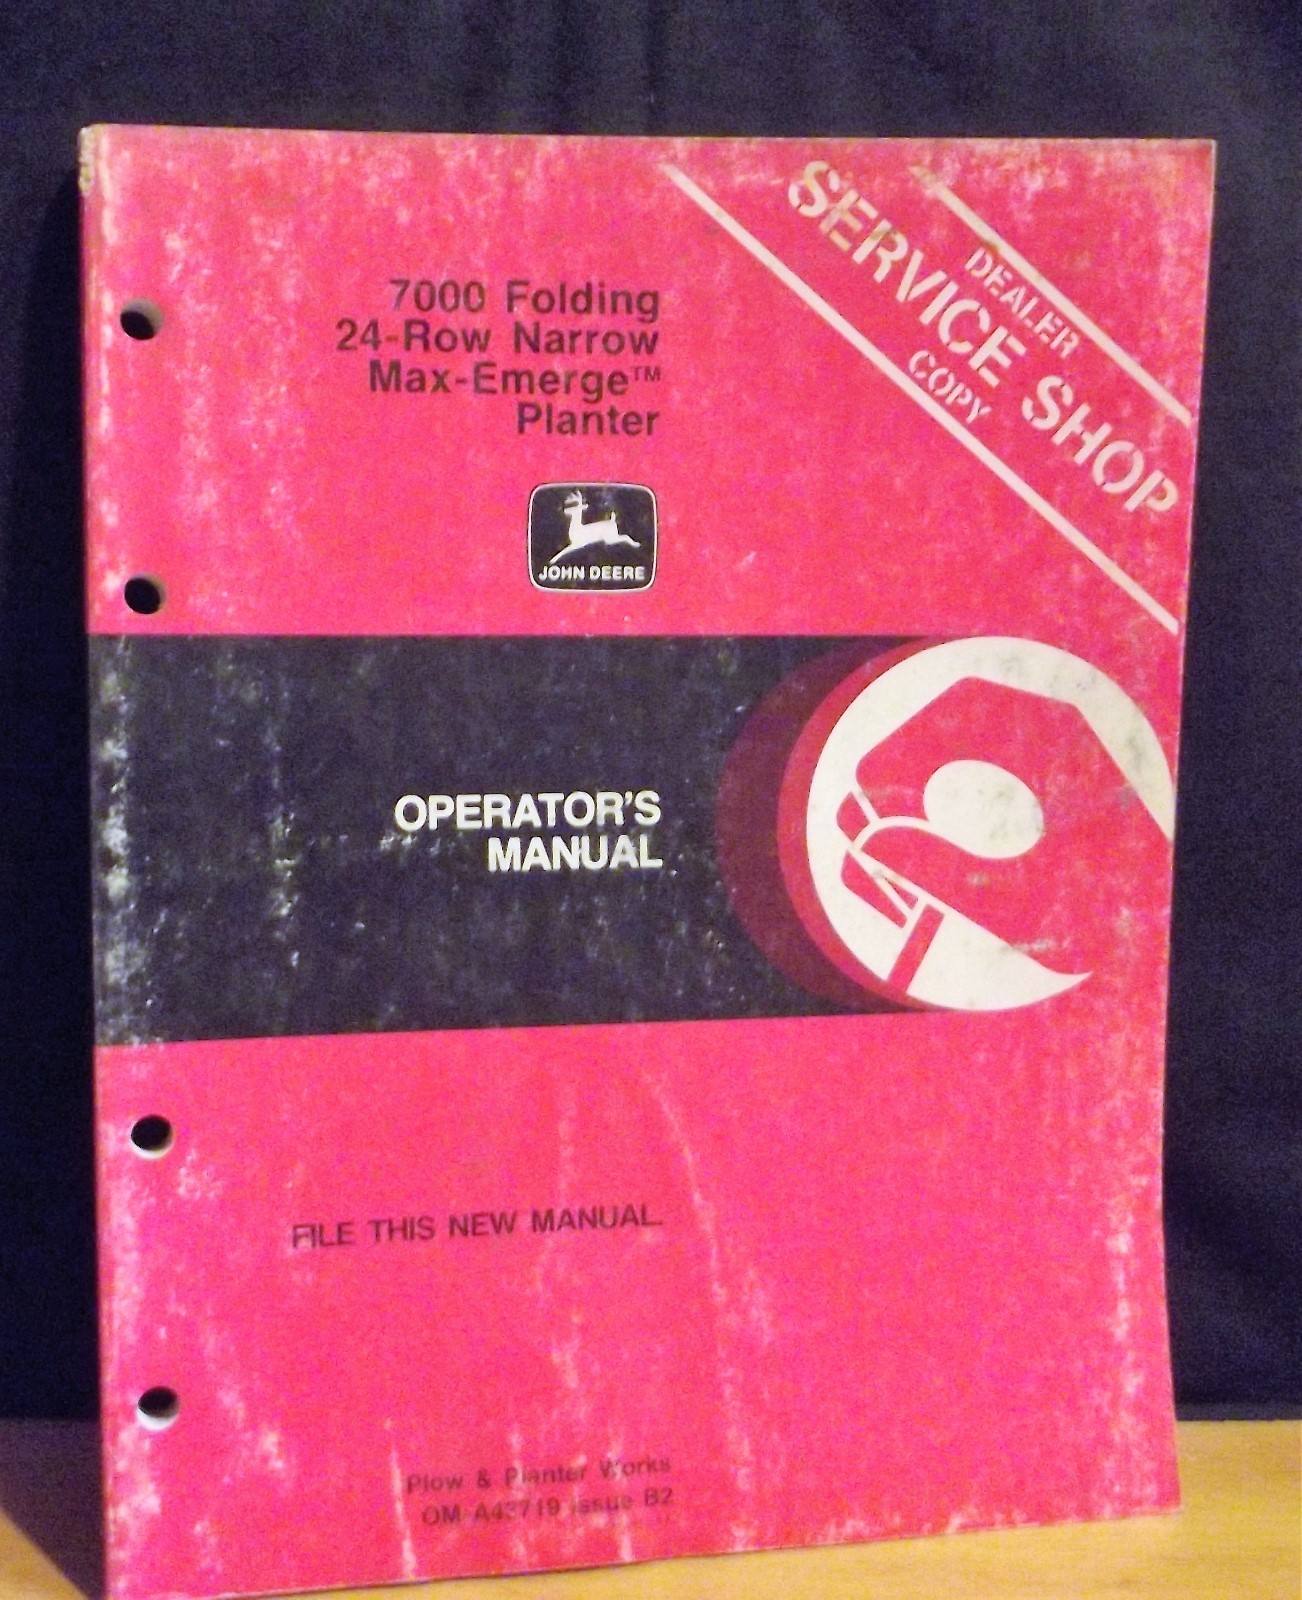 7000 Folding
24-Row Narrow
Max-Emerge™
Planter
JOHN DEERE
DEALER
SERVICE SHOP
COPY
OPERATOR'S
MANUAL
FILE THIS NEW MANUAL.
Plow & Planter Works
OM-A43719 Issue B2